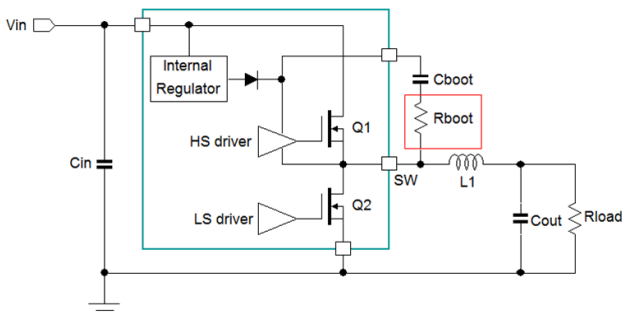 Vin
Internal
Regulator
Cboot
Rboot
HS driver
Q1
Cin
SW
L1
LS driver
Q2
Cout
Rload